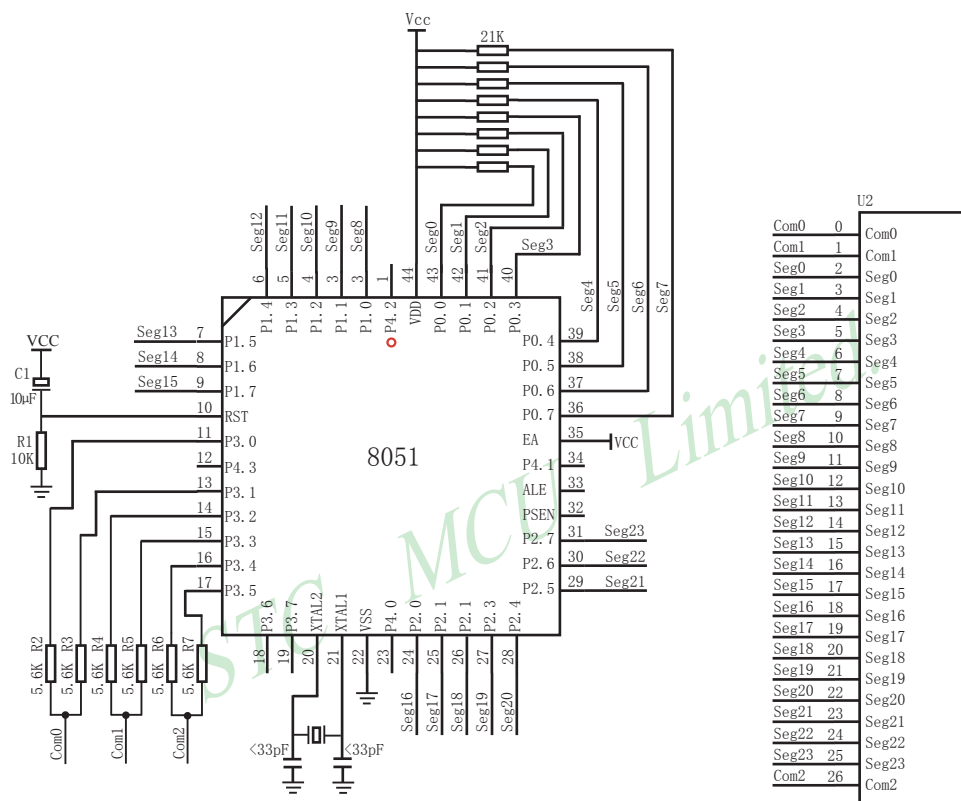 Vcc
21K
Seg12
Seg11
Seg10
Seg9
Seg8
Seg0
Seg1
Seg2
Seg3
Seg4
Seg5
Seg6
Seg7
6
5
4
3
3
1
44
43
42
41
40
P1.4
P1.3
P1.2
P1.1
P1.0
P4.2
VDD
P0.0
P0.1
P0.2
P0.3
VCC
C1
10μF
R1
10K
Seg13 7 P1.5
Seg14 8 P1.6
Seg15 9 P1.7
10 RST
11 P3.0
12 P4.3
13 P3.1
14 P3.2
15 P3.3
16 P3.4
17 P3.5
8051
P0.4 39
P0.5 38
P0.6 37
P0.7 36
EA 35 VCC
P4.1 34
ALE 33
PSEN 32
P2.7 31 Seg23
P2.6 30 Seg22
P2.5 29 Seg21
P3.6
P3.7
XTAL2
XTAL1
VSS
P4.0
P2.0
P2.1
P2.1
P2.3
P2.4
18
19
20
21
22
23
24
25
26
27
28
Seg16
Seg17
Seg18
Seg19
Seg20
5.6K R2
5.6K R3
5.6K R4
5.6K R5
5.6K R6
5.6K R7
Com0
Com1
Com2
<33pF
<33pF
STC MCU Limited.
U2
Com0 0 Com0
Com1 1 Com1
Seg0 2 Seg0
Seg1 3 Seg1
Seg2 4 Seg2
Seg3 5 Seg3
Seg4 6 Seg4
Seg5 7 Seg5
Seg6 8 Seg6
Seg7 9 Seg7
Seg8 10 Seg8
Seg9 11 Seg9
Seg10 12 Seg10
Seg11 13 Seg11
Seg12 14 Seg12
Seg13 15 Seg13
Seg14 16 Seg14
Seg15 17 Seg15
Seg16 18 Seg16
Seg17 19 Seg17
Seg18 20 Seg18
Seg19 21 Seg19
Seg20 22 Seg20
Seg21 23 Seg21
Seg22 24 Seg22
Seg23 25 Seg23
Com2 26 Com2